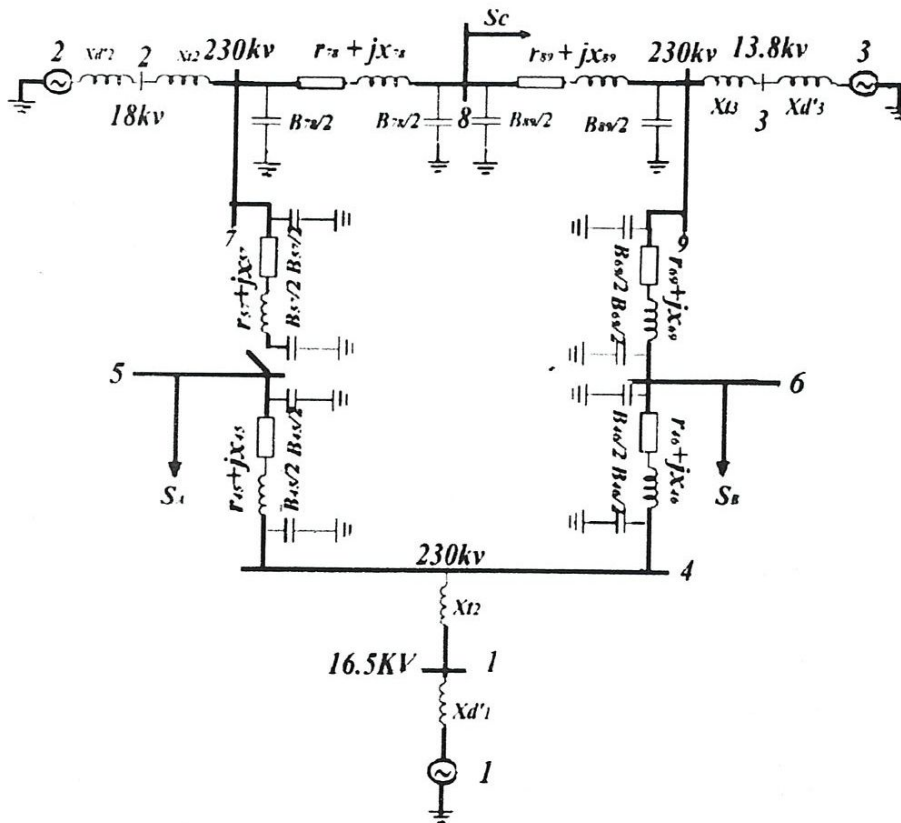 Sc
2 Xd'2 2 Xt2 230kv r78 + jx78 r89 + jx89 230kv 13.8kv 3
18kv B78/2 B78/2 8 B89/2 B89/2 Xt3 3 Xd'3
7 9
r57+jx57 B57/2 B57/2
B69/2 B69/2 r69+jx69
5 6
r45+jx45 B45/2 B45/2
B46/2 B46/2 r46+jx46
SA SB
230kv 4
Xt2
16.5KV 1
Xd'1
1